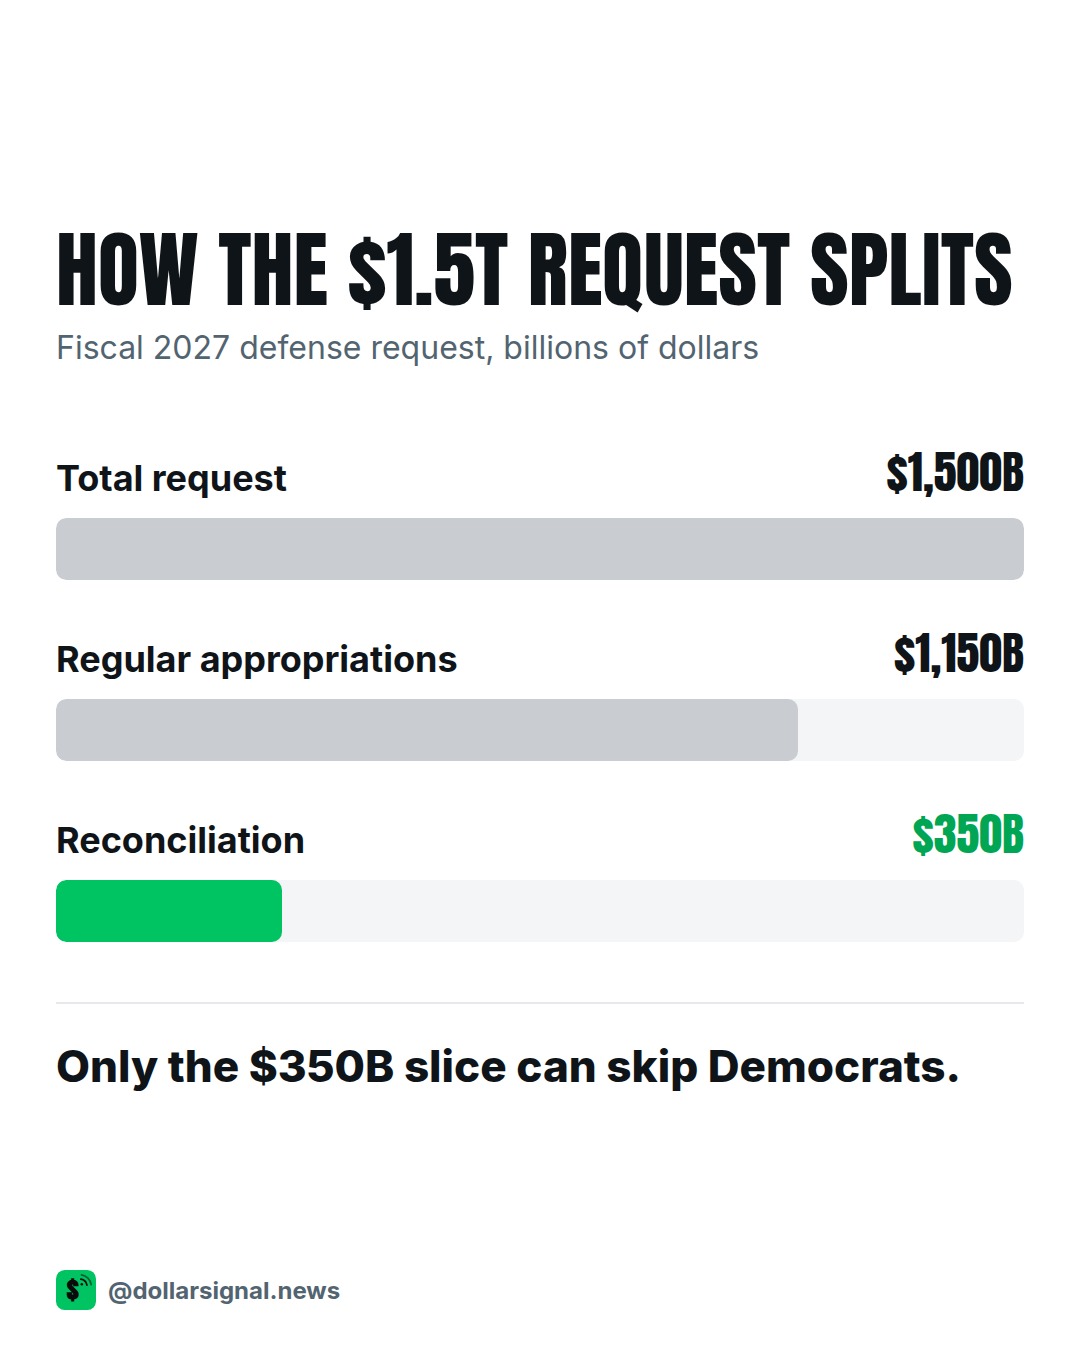 HOW THE $1.5T REQUEST SPLITS
Fiscal 2027 defense request, billions of dollars
Total request $1,500B
Regular appropriations $1,150B
Reconciliation $350B
Only the $350B slice can skip Democrats.
$ @dollarsignal.news